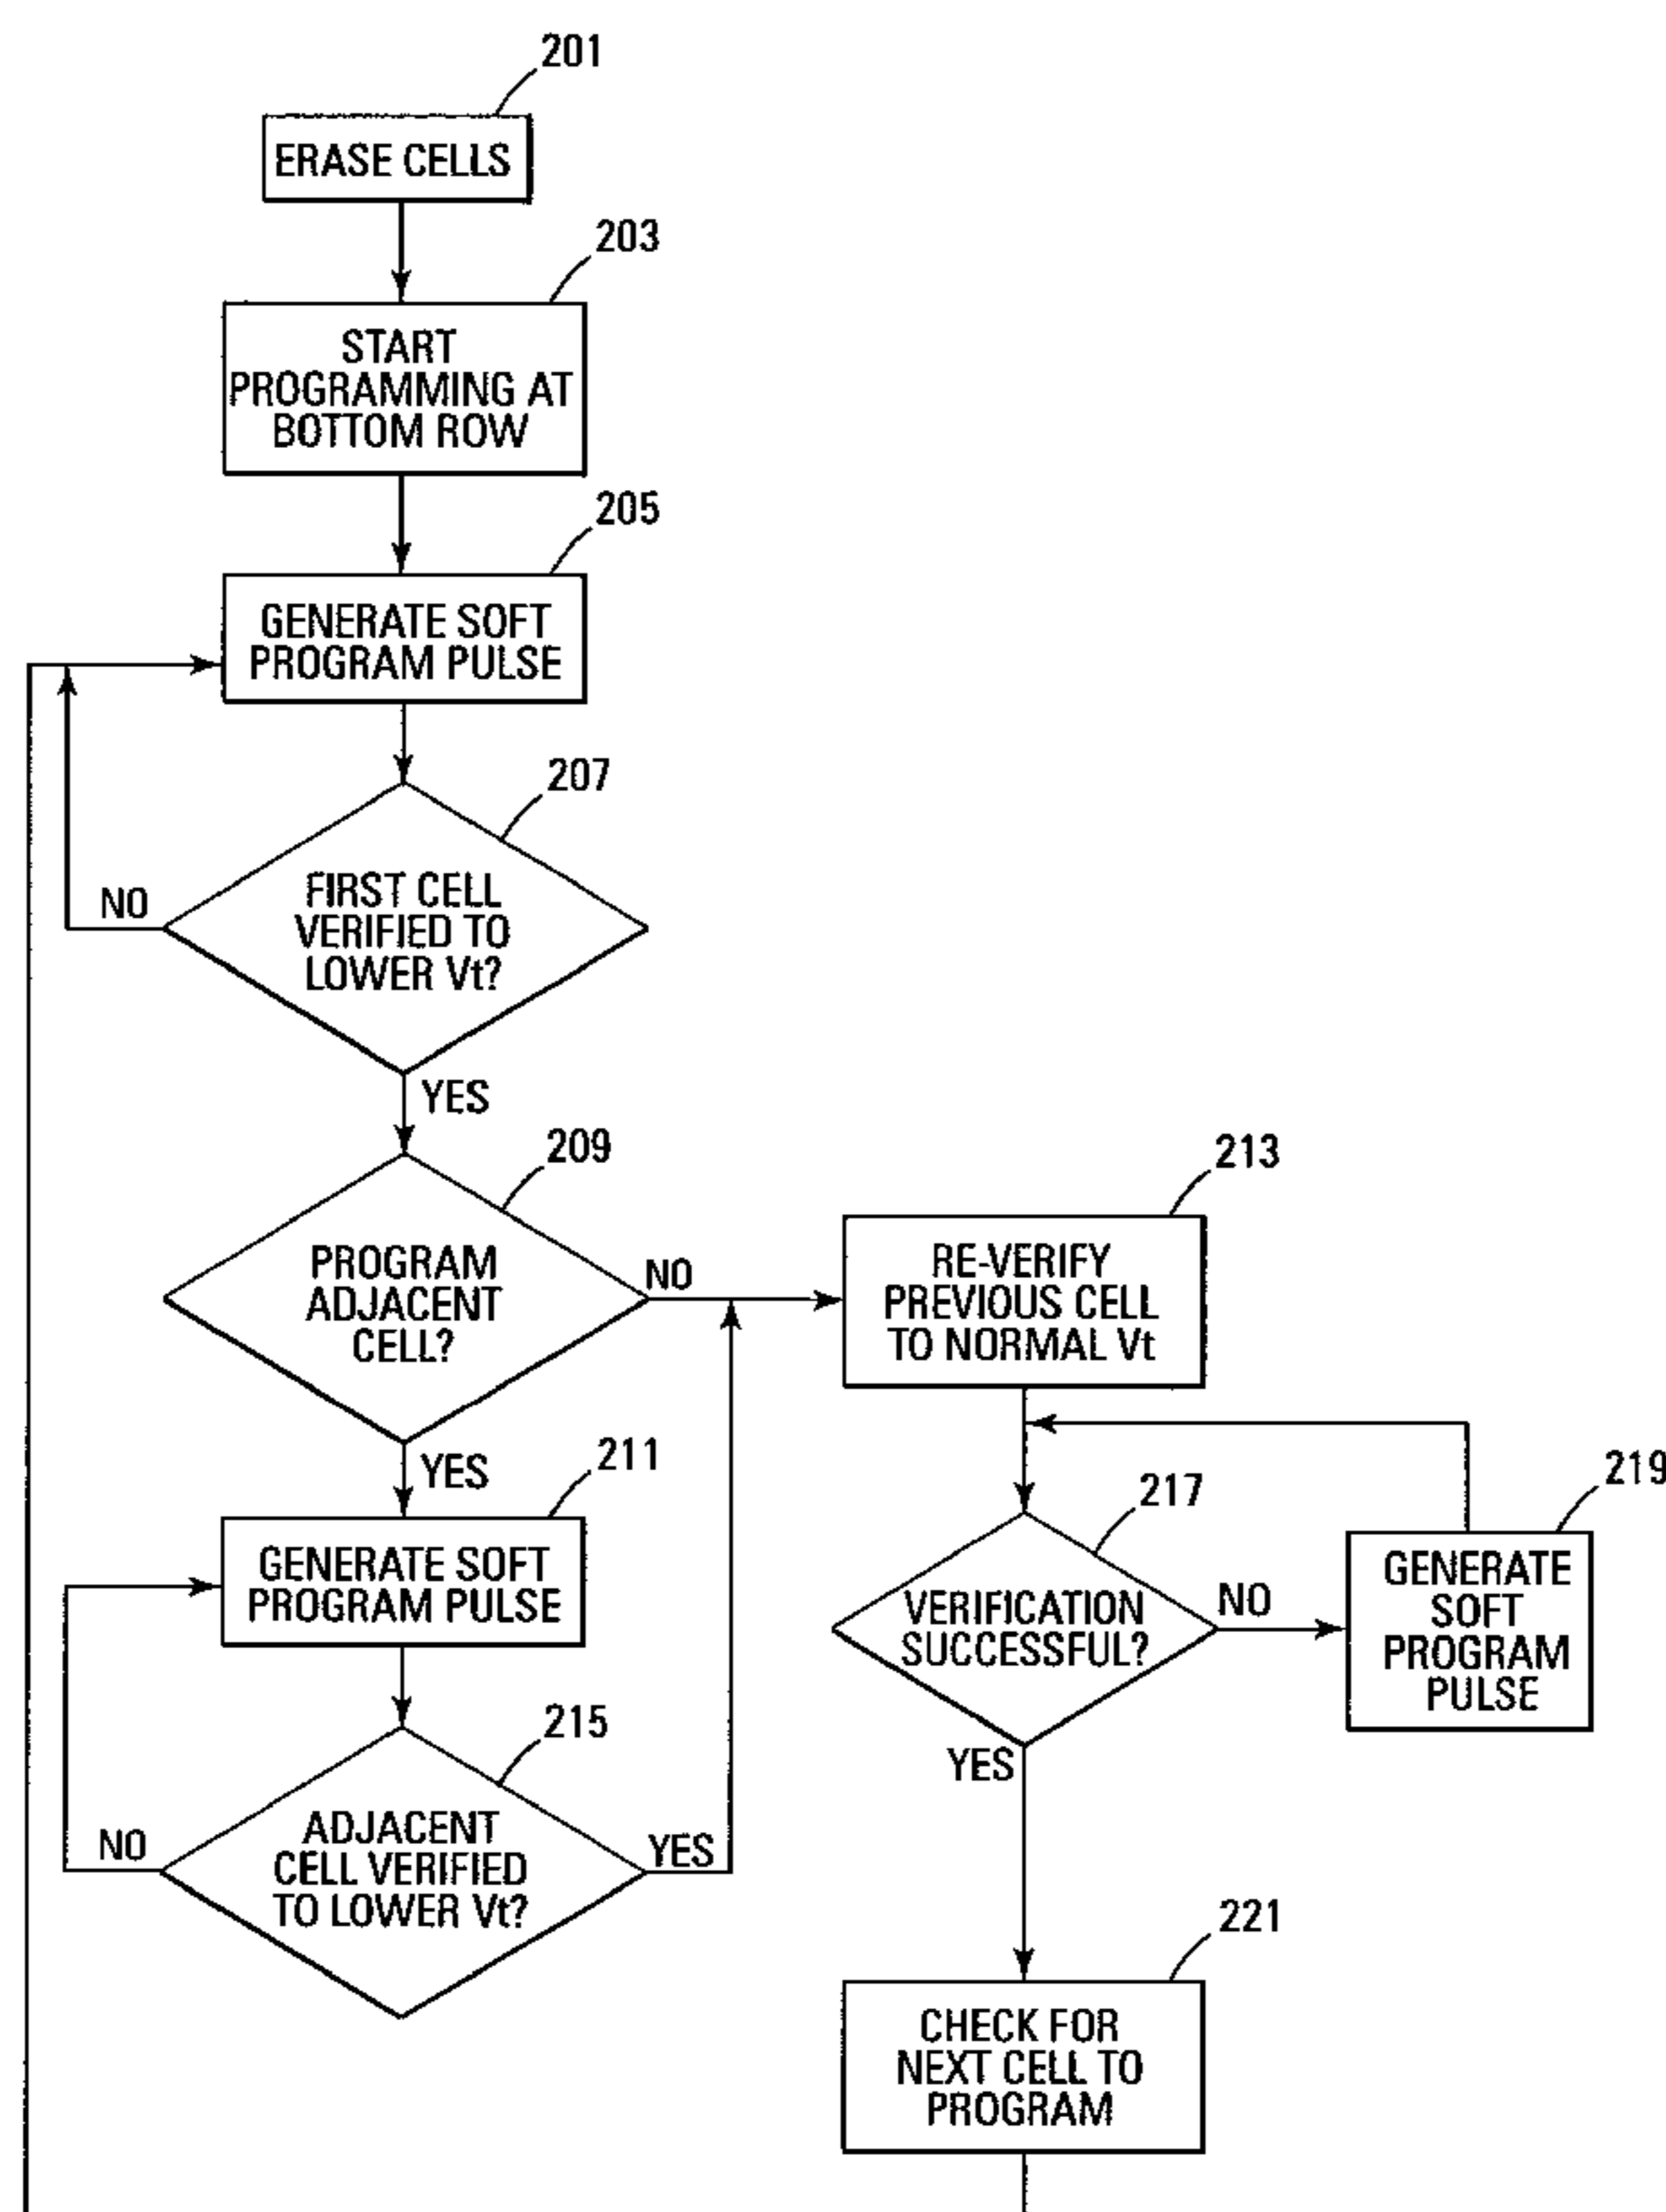 201
ERASE CELLS
203
START
PROGRAMMING AT
BOTTOM ROW
205
GENERATE SOFT
PROGRAM PULSE
207
FIRST CELL
VERIFIED TO
LOWER Vt?
NO
YES
209
PROGRAM
ADJACENT
CELL?
NO
YES
211
GENERATE SOFT
PROGRAM PULSE
215
ADJACENT
CELL VERIFIED
TO LOWER Vt?
NO
YES
213
RE-VERIFY
PREVIOUS CELL
TO NORMAL Vt
217
VERIFICATION
SUCCESSFUL?
NO
YES
219
GENERATE
SOFT
PROGRAM
PULSE
221
CHECK FOR
NEXT CELL TO
PROGRAM